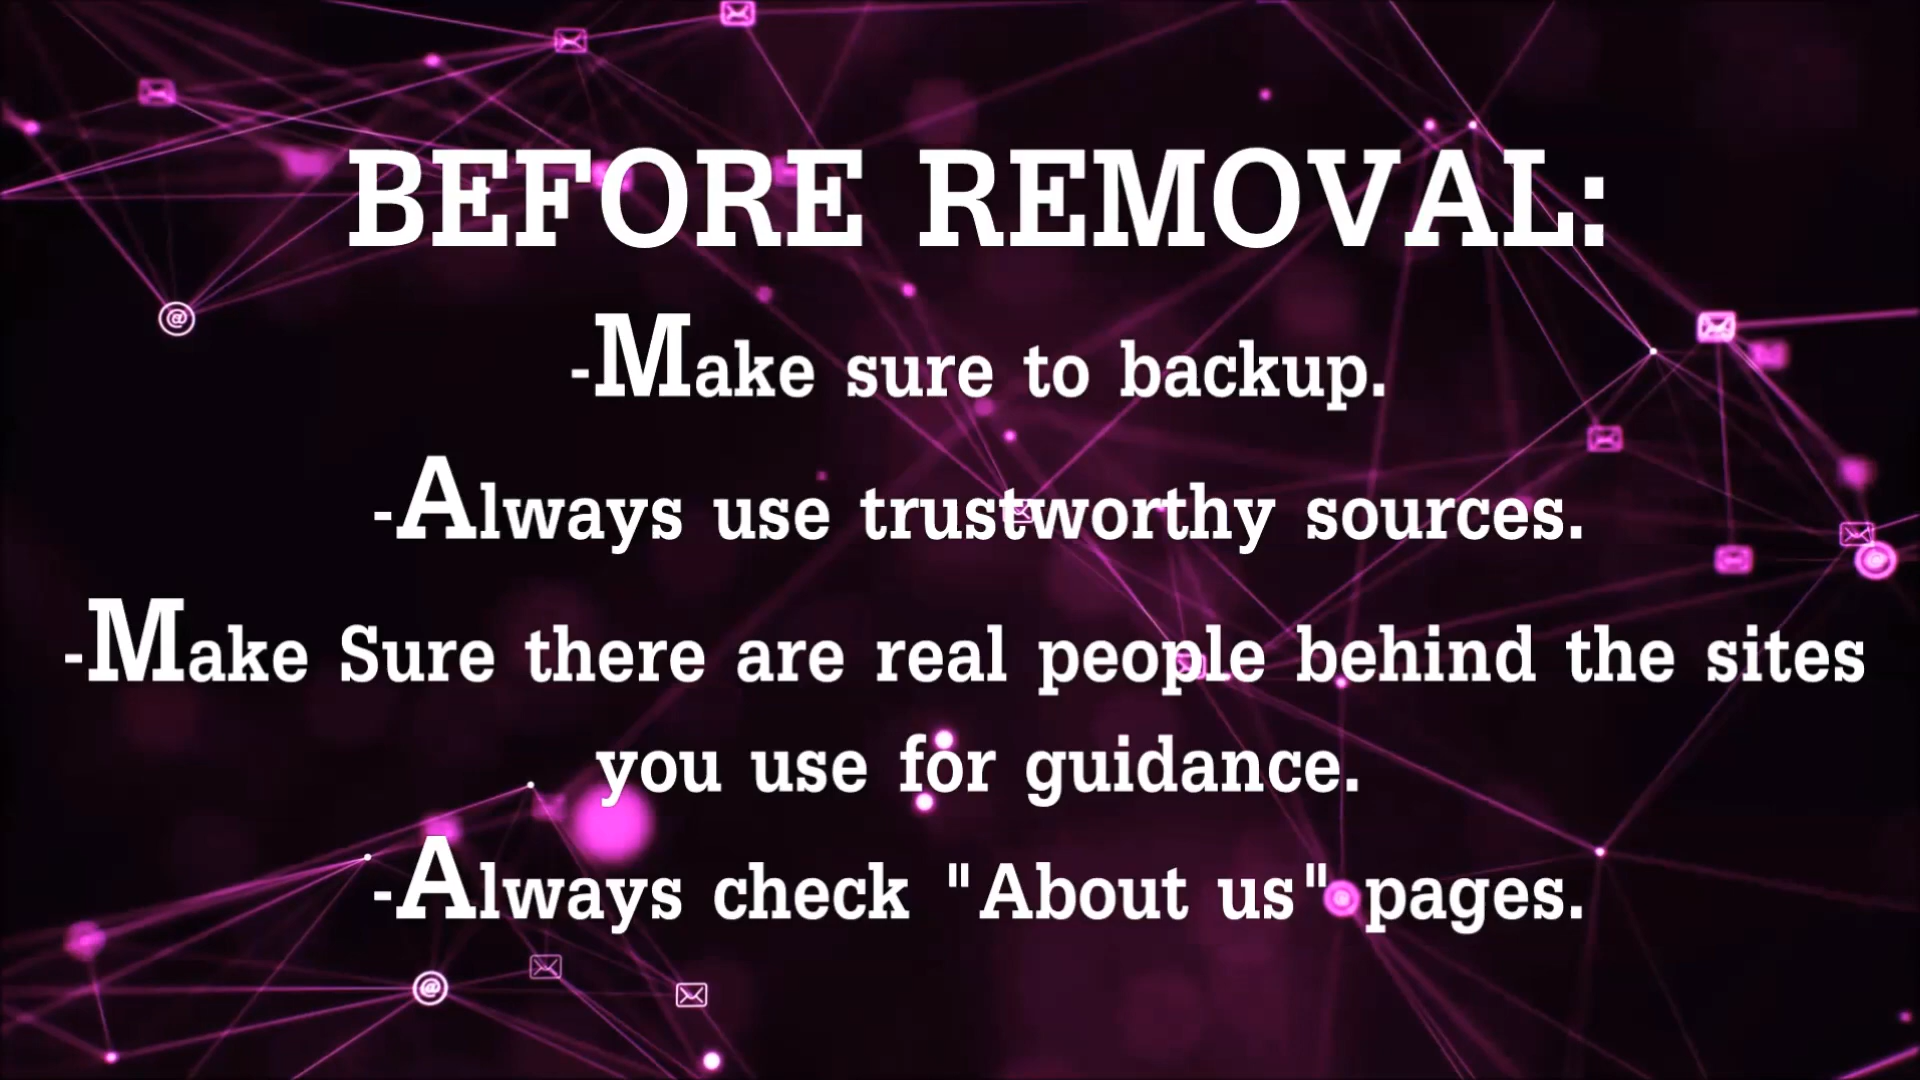 BEFORE REMOVAL:
-Make sure to backup.
-Always use trustworthy sources.
-Make Sure there are real people behind the sites
you use for guidance.
-Always check "About us" pages.